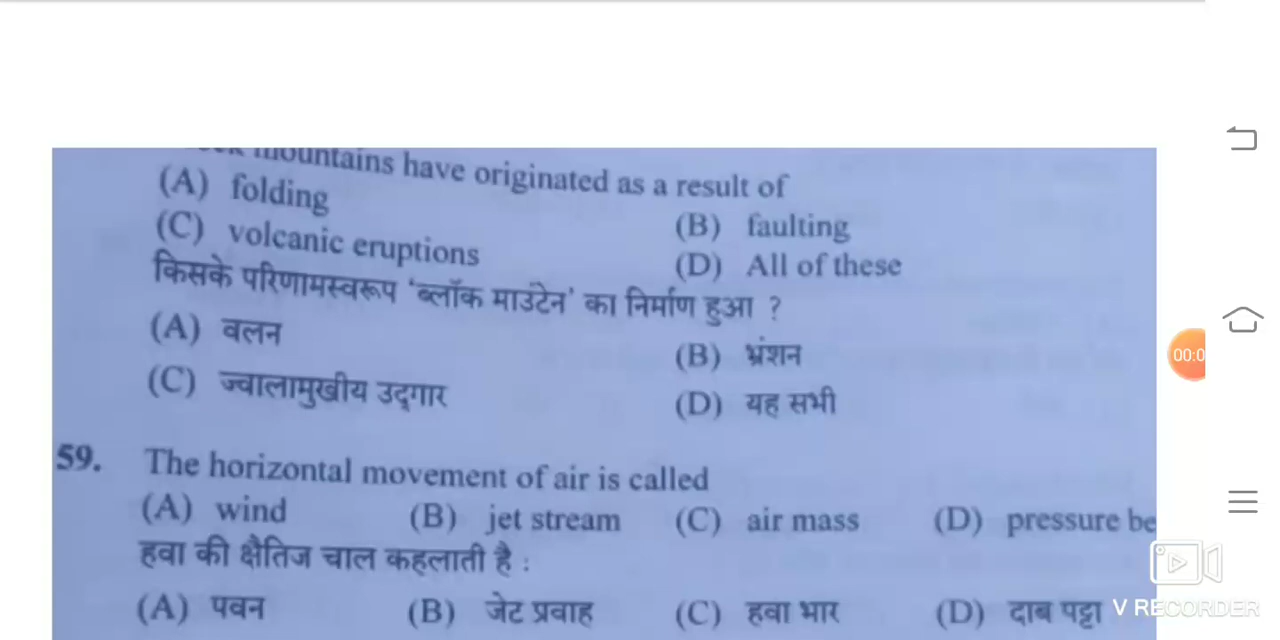 mountains have originated as a result of
(A) folding (B) faulting
(C) volcanic eruptions (D) All of these
किसके परिणामस्वरूप 'ब्लॉक माउंटेन' का निर्माण हुआ ?
(A) वलन (B) भ्रंशन
(C) ज्वालामुखीय उद्गार (D) यह सभी
59. The horizontal movement of air is called
(A) wind (B) jet stream (C) air mass (D) pressure be
हवा की क्षैतिज चाल कहलाती है :
(A) पवन (B) जेट प्रवाह (C) हवा भार (D) दाब पट्टा
00:0
V RECORDER